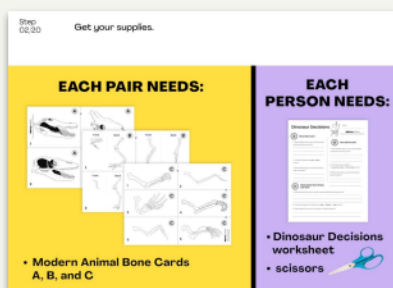 Step
02/20
Get your supplies.
EACH PAIR NEEDS:
• Modern Animal Bone Cards
A, B, and C
EACH
PERSON NEEDS:
Dinosaur Decisions
• Dinosaur Decisions
worksheet
• scissors